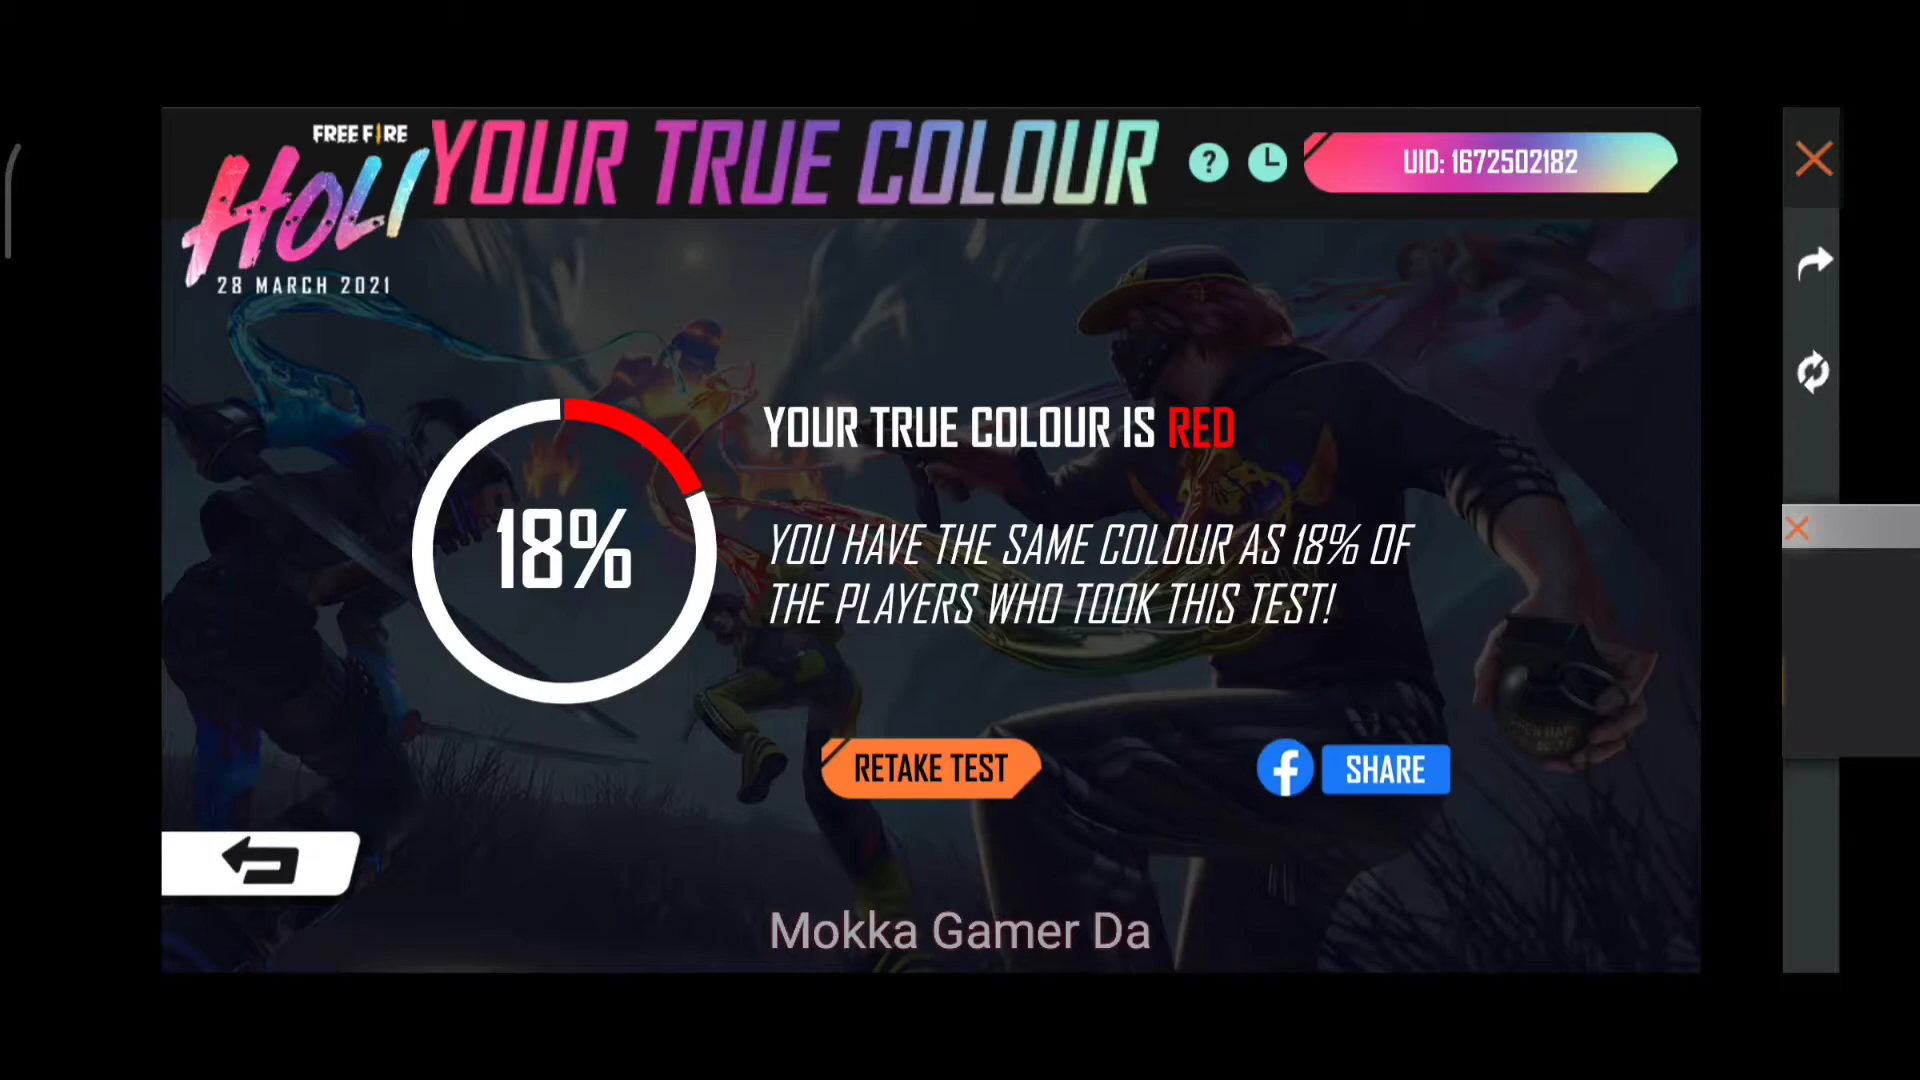 FREE FIRE
HOLI
28 MARCH 2021
YOUR TRUE COLOUR
?
UID: 1672502182
18%
YOUR TRUE COLOUR IS RED
YOU HAVE THE SAME COLOUR AS 18% OF
THE PLAYERS WHO TOOK THIS TEST!
RETAKE TEST
f SHARE
Mokka Gamer Da